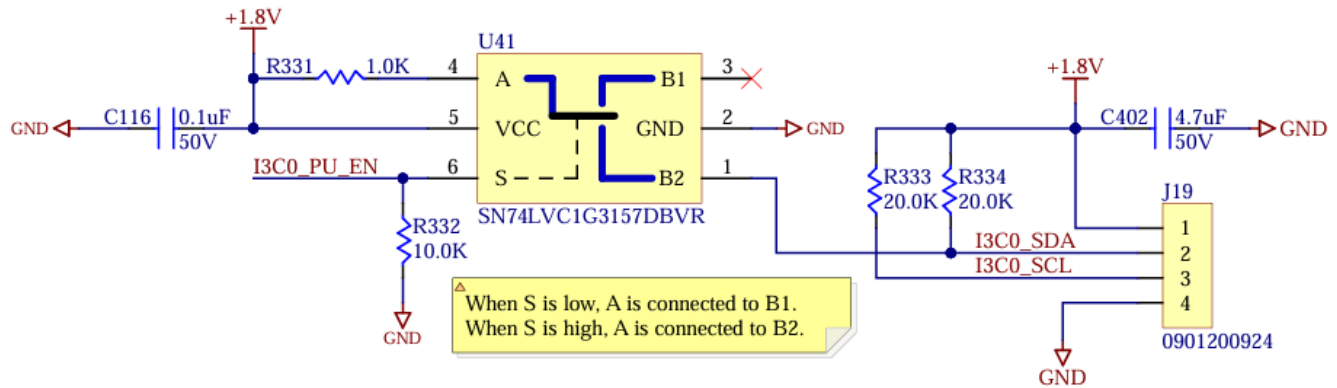 +1.8V
R331 1.0K
C116
0.1uF
50V
GND
I3C0_PU_EN
R332
10.0K
GND
U41
4 A B1 3
5 VCC GND 2 GND
6 S B2 1
SN74LVC1G3157DBVR
When S is low, A is connected to B1.
When S is high, A is connected to B2.
+1.8V
C402
4.7uF
50V
GND
R333
20.0K
R334
20.0K
J19
I3C0_SDA
I3C0_SCL
1
2
3
4
0901200924
GND